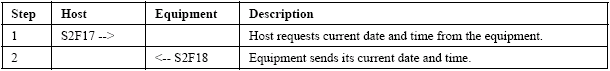 Step Host Equipment Description
1 S2F17 --> Host requests current date and time from the equipment.
2 <-- S2F18 Equipment sends its current date and time.